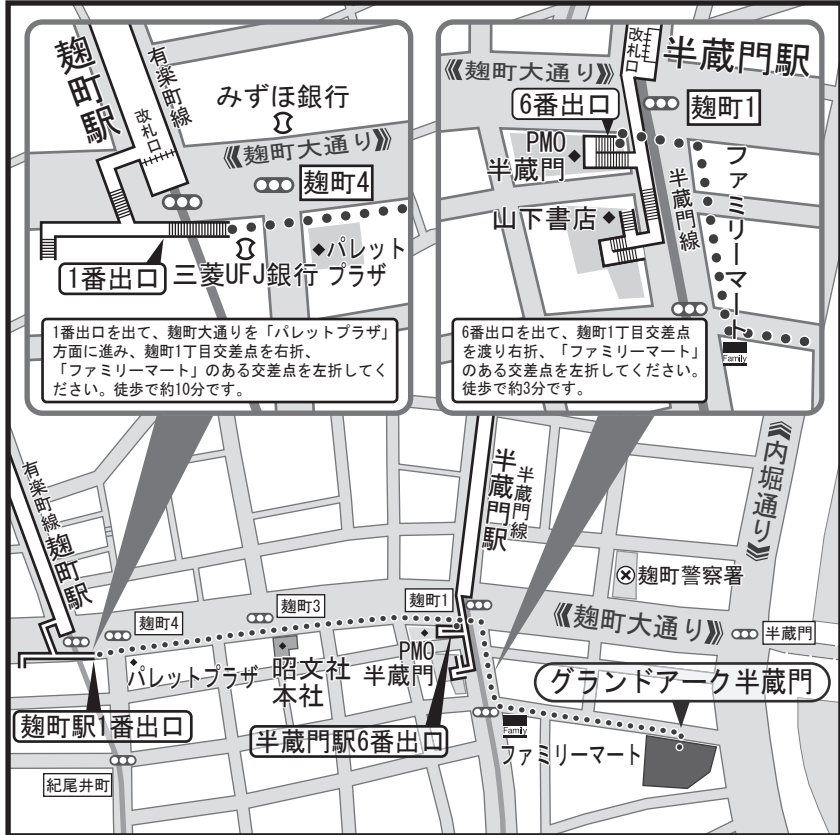 麹町駅
有楽町線
改札口
みずほ銀行
《麹町大通り》
麹町4
1番出口
三菱UFJ銀行
パレット
プラザ
1番出口を出て、麹町大通りを「パレットプラザ」
方面に進み、麹町1丁目交差点を右折、
「ファミリーマート」のある交差点を左折してく
ださい。徒歩で約10分です。
改札口
半蔵門駅
《麹町大通り》
6番出口
麹町1
PMO
半蔵門
山下書店
半蔵門線
ファミリーマート
Family
6番出口を出て、麹町1丁目交差点
を渡り右折、「ファミリーマート」
のある交差点を左折してください。
徒歩で約3分です。
有楽町線
麹町駅
半蔵門駅
半蔵門線
《内堀通り》
麹町警察署
麹町4
麹町3
麹町1
《麹町大通り》
半蔵門
パレットプラザ
昭文社
本社
PMO
半蔵門
グランドアーク半蔵門
麹町駅1番出口
半蔵門駅6番出口
Family
ファミリーマート
紀尾井町